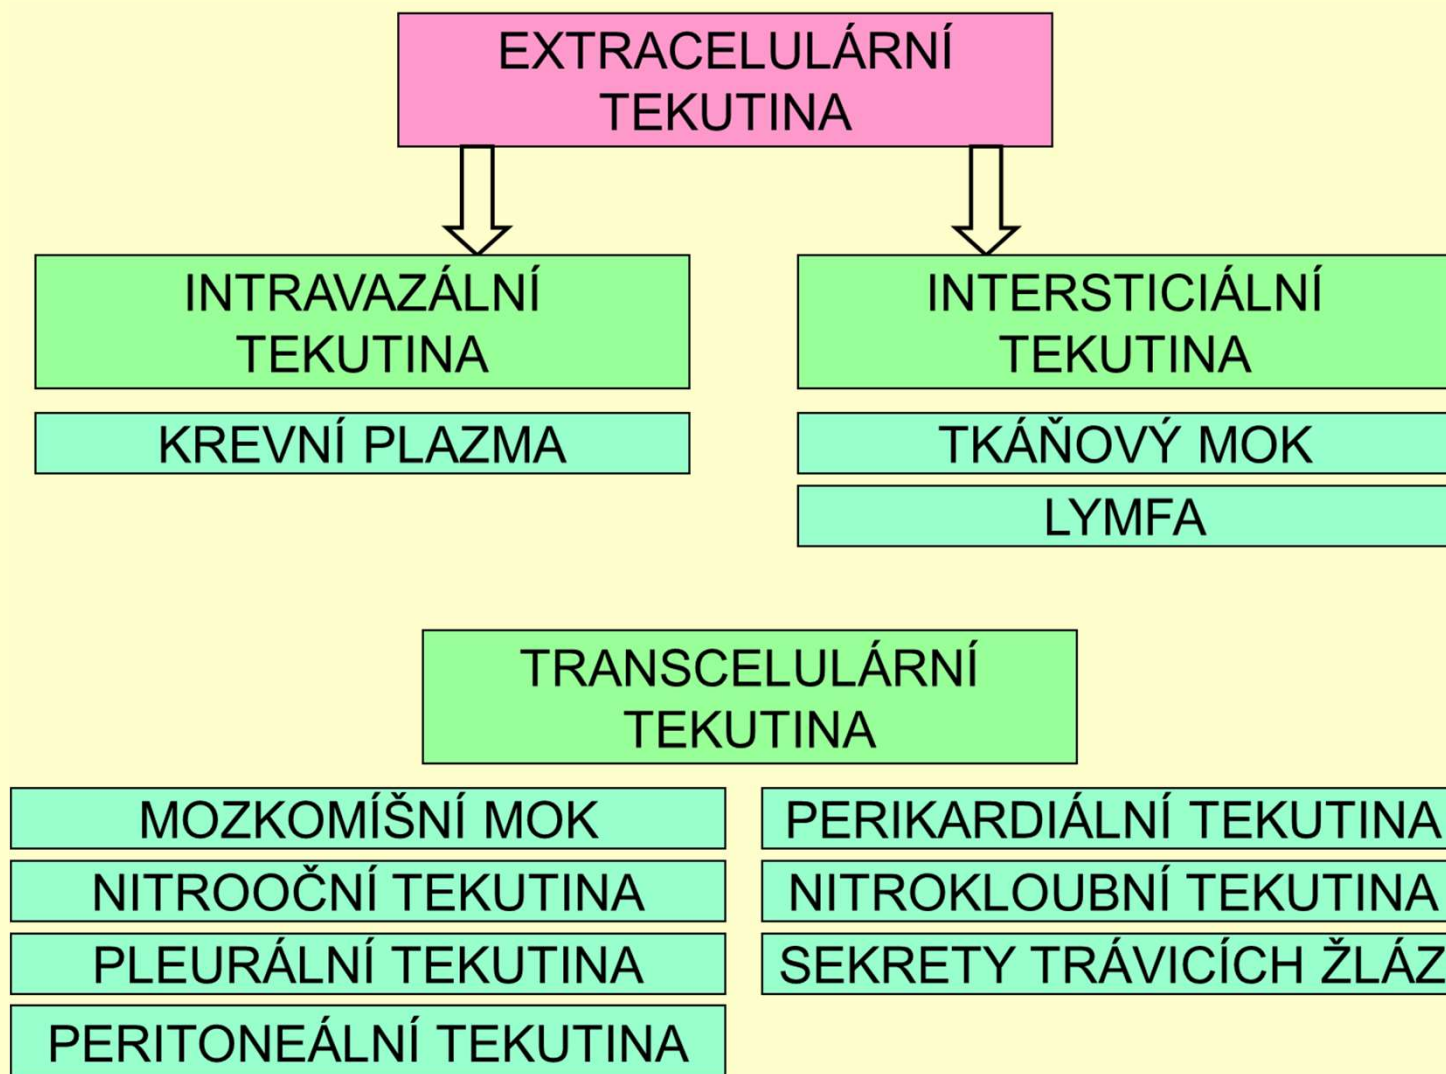 EXTRACELULÁRNÍ
TEKUTINA
INTRAVAZÁLNÍ
TEKUTINA
KREVNÍ PLAZMA
INTERSTICIÁLNÍ
TEKUTINA
TKÁŇOVÝ MOK
LYMFA
TRANSCELULÁRNÍ
TEKUTINA
MOZKOMÍŠNÍ MOK
NITROOČNÍ TEKUTINA
PLEURÁLNÍ TEKUTINA
PERITONEÁLNÍ TEKUTINA
PERIKARDIÁLNÍ TEKUTINA
NITROKLOUBNÍ TEKUTINA
SEKRETY TRÁVICÍCH ŽLÁZ